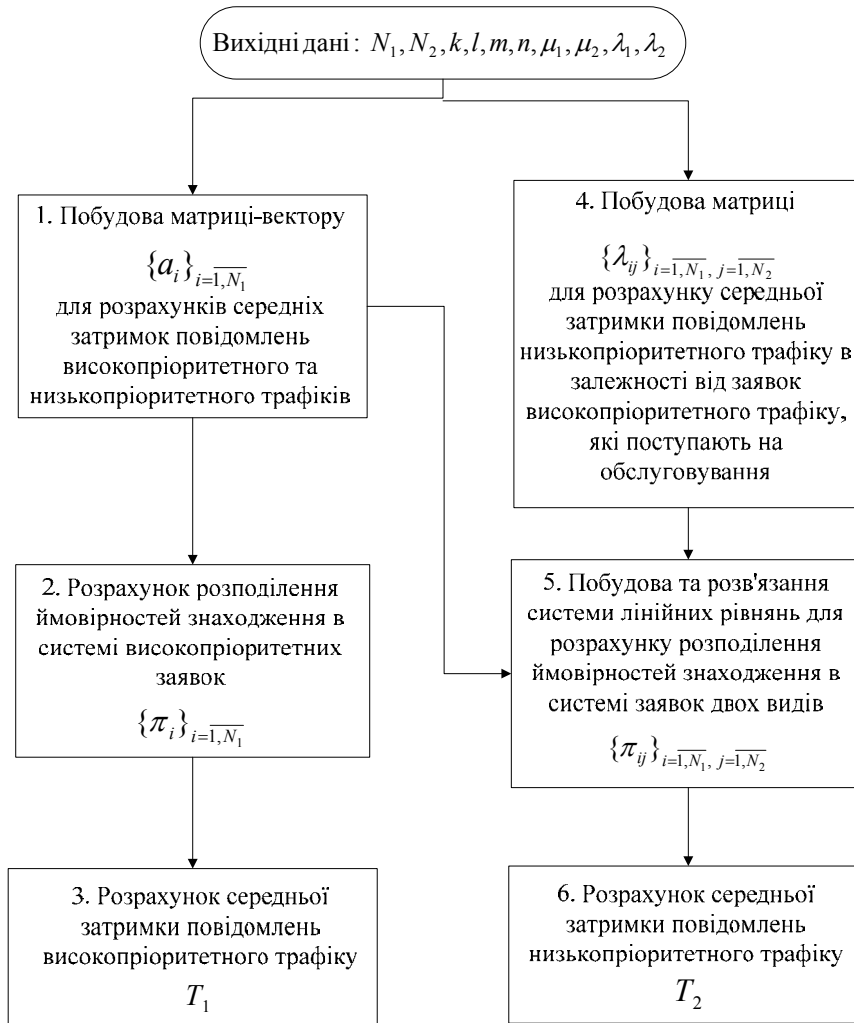 Вихідні дані: N₁, N₂, k, l, m, n, μ₁, μ₂, λ₁, λ₂
1. Побудова матриці-вектору
{aᵢ} i=1,N₁
для розрахунків середніх
затримок повідомлень
високопріоритетного та
низькопріоритетного трафіків
2. Розрахунок розподілення
ймовірностей знаходження в
системі високопріоритетних
заявок
{πᵢ} i=1,N₁
3. Розрахунок середньої
затримки повідомлень
високопріоритетного трафіку
T₁
4. Побудова матриці
{λᵢⱼ} i=1,N₁, j=1,N₂
для розрахунку середньої
затримки повідомлень
низькопріоритетного трафіку в
залежності від заявок
високопріоритетного трафіку,
які поступають на
обслуговування
5. Побудова та розв'язання
системи лінійних рівнянь для
розрахунку розподілення
ймовірностей знаходження в
системі заявок двох видів
{πᵢⱼ} i=1,N₁, j=1,N₂
6. Розрахунок середньої
затримки повідомлень
низькопріоритетного трафіку
T₂